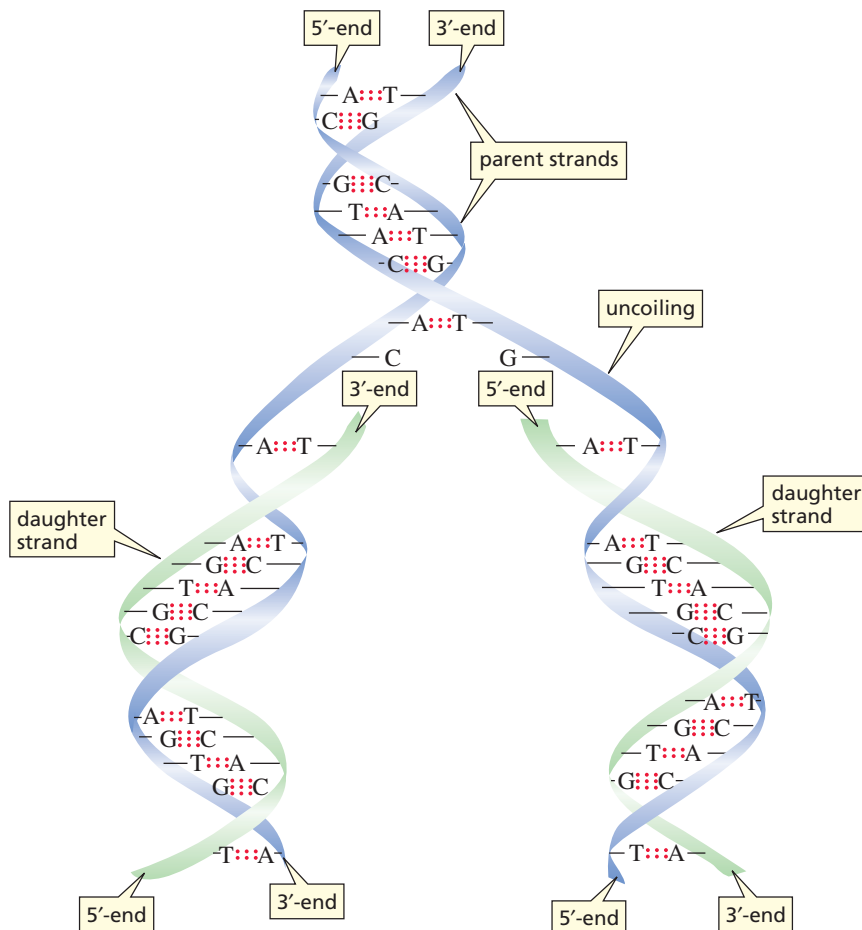 5′-end 3′-end
A T
C G
parent strands
G C
T A
A T
C G
uncoiling
A T
C G
3′-end 5′-end
A T A T
daughter
strand
daughter
strand
A T A T
G C G C
T A T A
G C G C
C G C G
A T A T
G C G C
T A T A
G C G C
T A T A
5′-end 3′-end 5′-end 3′-end